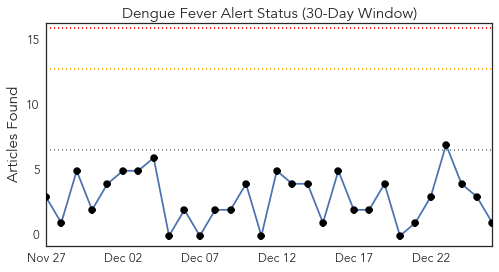 Dengue Fever Alert Status (30-Day Window)
Articles Found
15
10
5
0
Nov 27 Dec 02 Dec 07 Dec 12 Dec 17 Dec 22